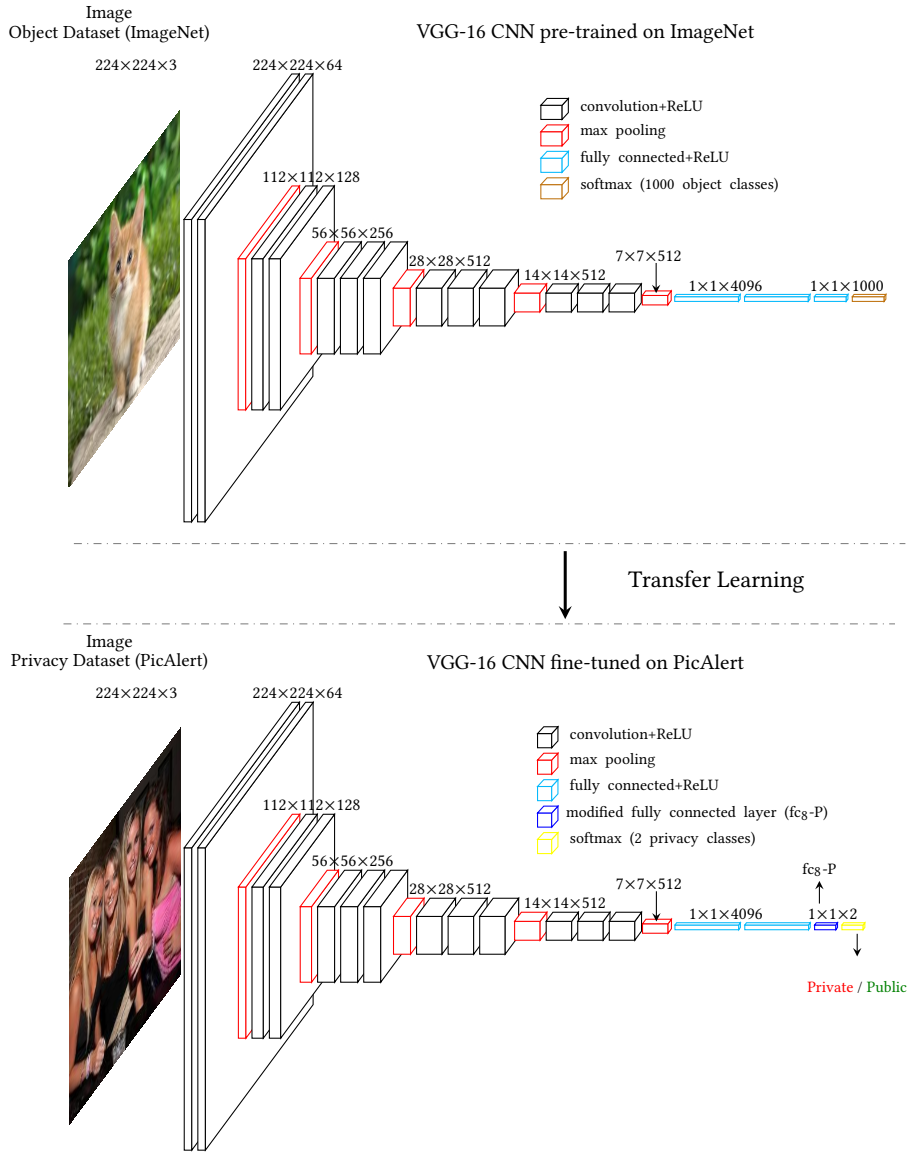 Image
Object Dataset (ImageNet)
VGG-16 CNN pre-trained on ImageNet
224×224×3
224×224×64
convolution+ReLU
max pooling
fully connected+ReLU
softmax (1000 object classes)
112×112×128
56×56×256
28×28×512
14×14×512
7×7×512
1×1×4096
1×1×1000
Transfer Learning
Image
Privacy Dataset (PicAlert)
VGG-16 CNN fine-tuned on PicAlert
224×224×3
224×224×64
convolution+ReLU
max pooling
fully connected+ReLU
modified fully connected layer (fc₈-P)
softmax (2 privacy classes)
112×112×128
56×56×256
28×28×512
14×14×512
7×7×512
1×1×4096
fc₈-P
1×1×2
Private / Public